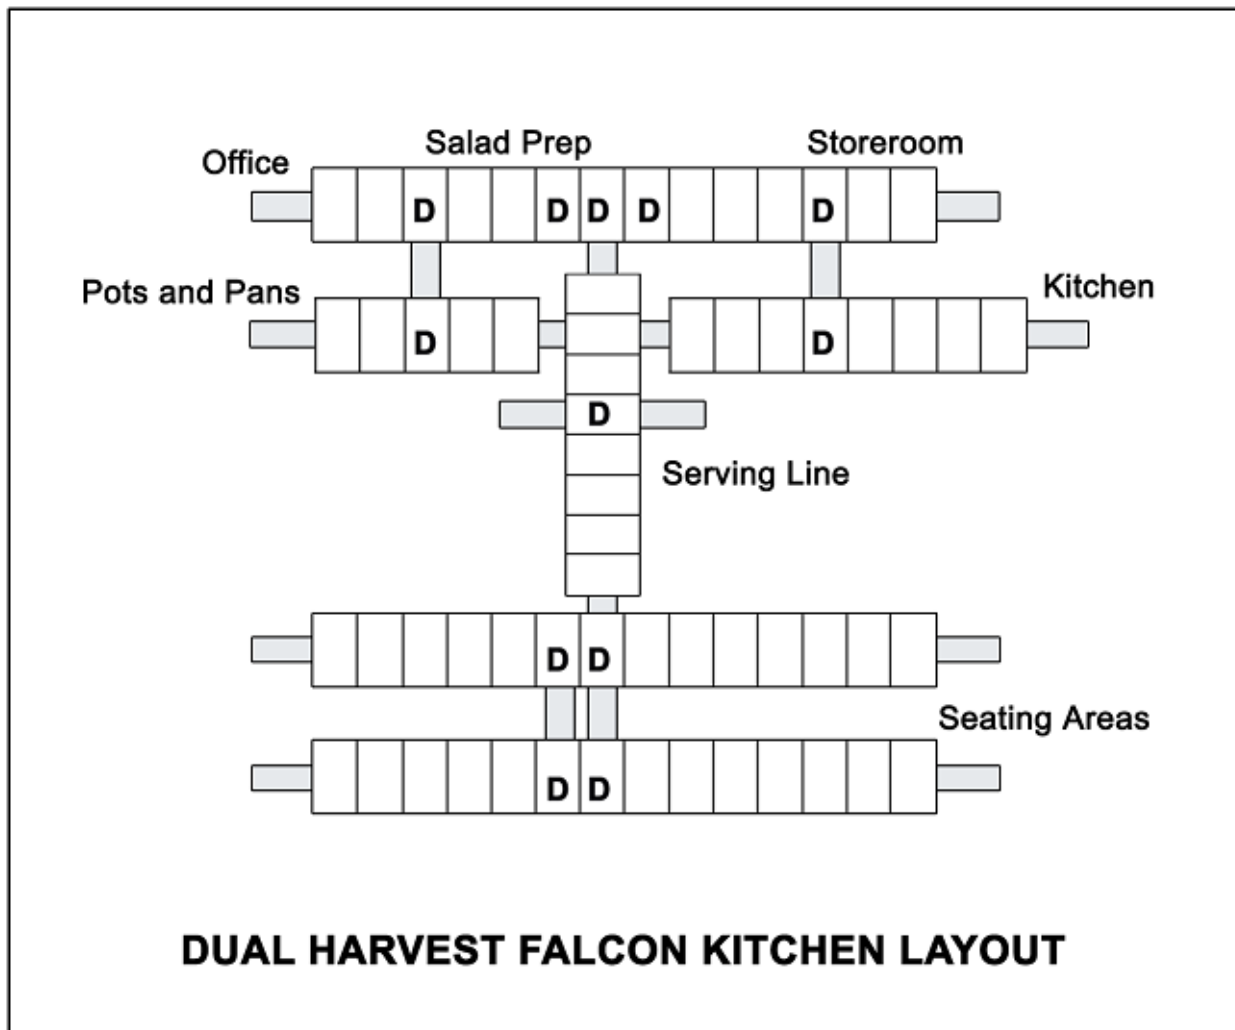 Salad Prep
Storeroom
Office
D D D D D
Pots and Pans
Kitchen
D D
D
Serving Line
D D
Seating Areas
D D
DUAL HARVEST FALCON KITCHEN LAYOUT